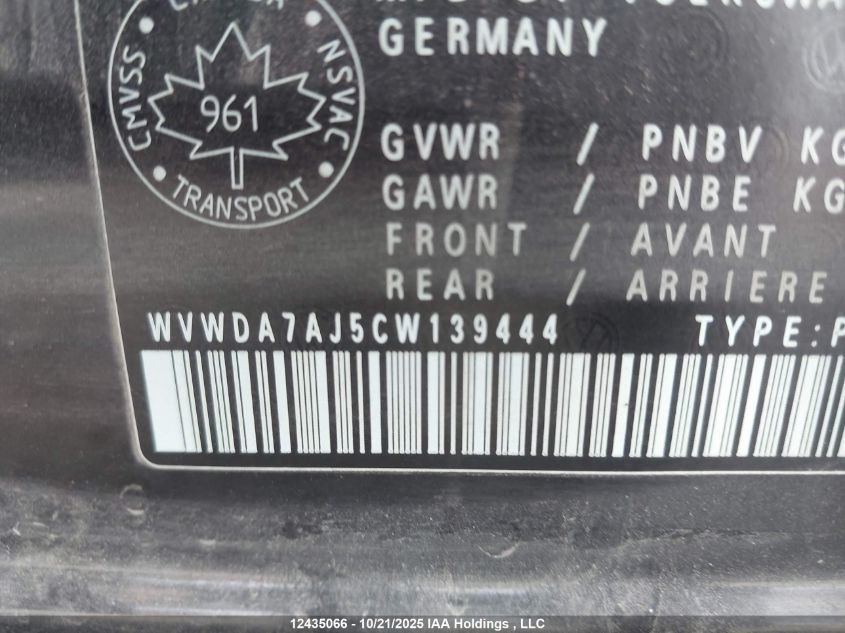 CMVSS
NSVAC
961
TRANSPORT
GERMANY
GVWR / PNBV KG
GAWR / PNBE KG
FRONT / AVANT
REAR / ARRIERE
WVWDA7AJ5CW139444 TYPE:P
12435066 - 10/21/2025 IAA Holdings , LLC